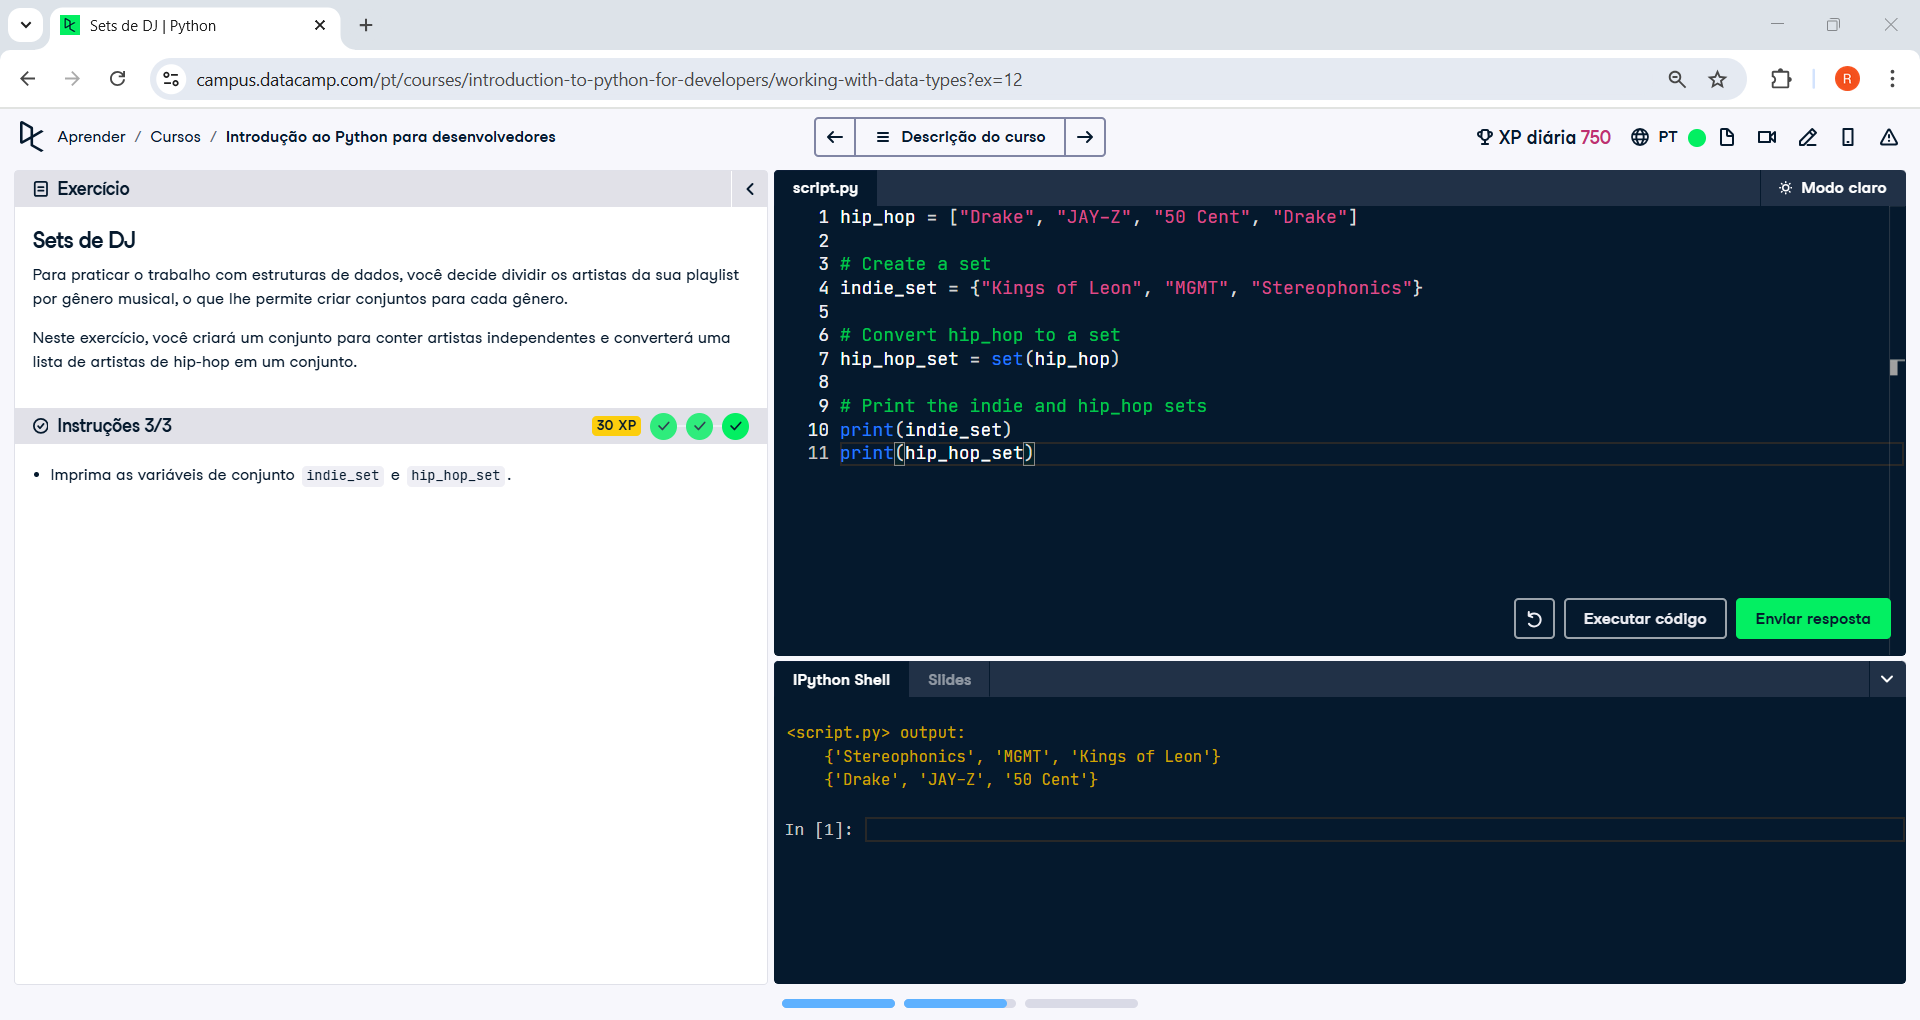 Sets de DJ | Python
campus.datacamp.com/pt/courses/introduction-to-python-for-developers/working-with-data-types?ex=12
R
Aprender / Cursos / Introdução ao Python para desenvolvedores
Descrição do curso
XP diária 750
PT
Exercício
Sets de DJ
Para praticar o trabalho com estruturas de dados, você decide dividir os artistas da sua playlist
por gênero musical, o que lhe permite criar conjuntos para cada gênero.
Neste exercício, você criará um conjunto para conter artistas independentes e converterá uma
lista de artistas de hip-hop em um conjunto.
Instruções 3/3
30 XP
• Imprima as variáveis de conjunto indie_set e hip_hop_set.
script.py
Modo claro
1 hip_hop = ["Drake", "JAY-Z", "50 Cent", "Drake"]
2
3 # Create a set
4 indie_set = {"Kings of Leon", "MGMT", "Stereophonics"}
5
6 # Convert hip_hop to a set
7 hip_hop_set = set(hip_hop)
8
9 # Print the indie and hip_hop sets
10 print(indie_set)
11 print(hip_hop_set)
Executar código
Enviar resposta
IPython Shell
Slides
<script.py> output:
{'Stereophonics', 'MGMT', 'Kings of Leon'}
{'Drake', 'JAY-Z', '50 Cent'}
In [1]: